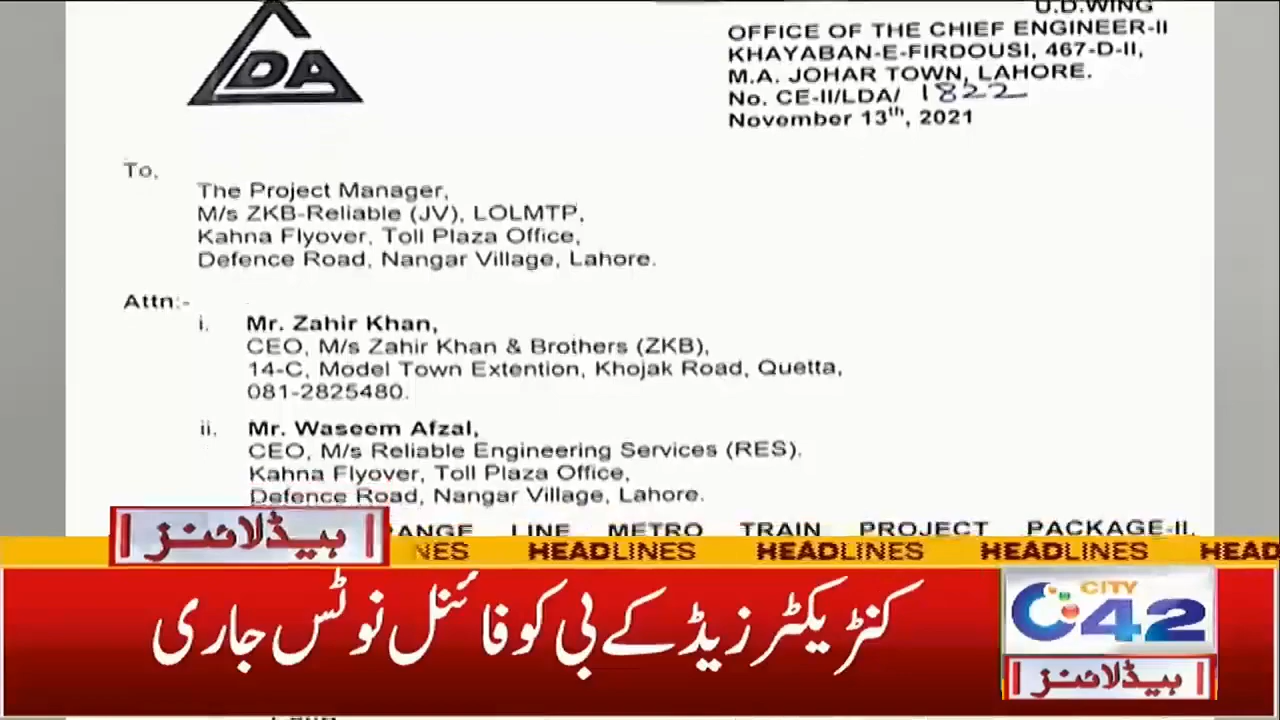 U.D.WING
LDA
OFFICE OF THE CHIEF ENGINEER-II
KHAYABAN-E-FIRDOUSI, 467-D-II,
M.A. JOHAR TOWN, LAHORE.
No. CE-II/LDA/ 1822
November 13th, 2021
To,
The Project Manager,
M/s ZKB-Reliable (JV), LOLMTP,
Kahna Flyover, Toll Plaza Office,
Defence Road, Nangar Village, Lahore.
Attn:-
i. Mr. Zahir Khan,
CEO, M/s Zahir Khan & Brothers (ZKB),
14-C, Model Town Extention, Khojak Road, Quetta,
081-2825480.
ii. Mr. Waseem Afzal,
CEO, M/s Reliable Engineering Services (RES).
Kahna Flyover, Toll Plaza Office,
Defence Road, Nangar Village, Lahore.
ANGE LINE METRO TRAIN PROJECT PACKAGE-II.
ہیڈلائنز
NES HEADLINES HEADLINES HEADLINES HEAD
کنٹریکٹر زیڈ کے بی کو فائنل نوٹس جاری
CITY
42
ہیڈلائنز